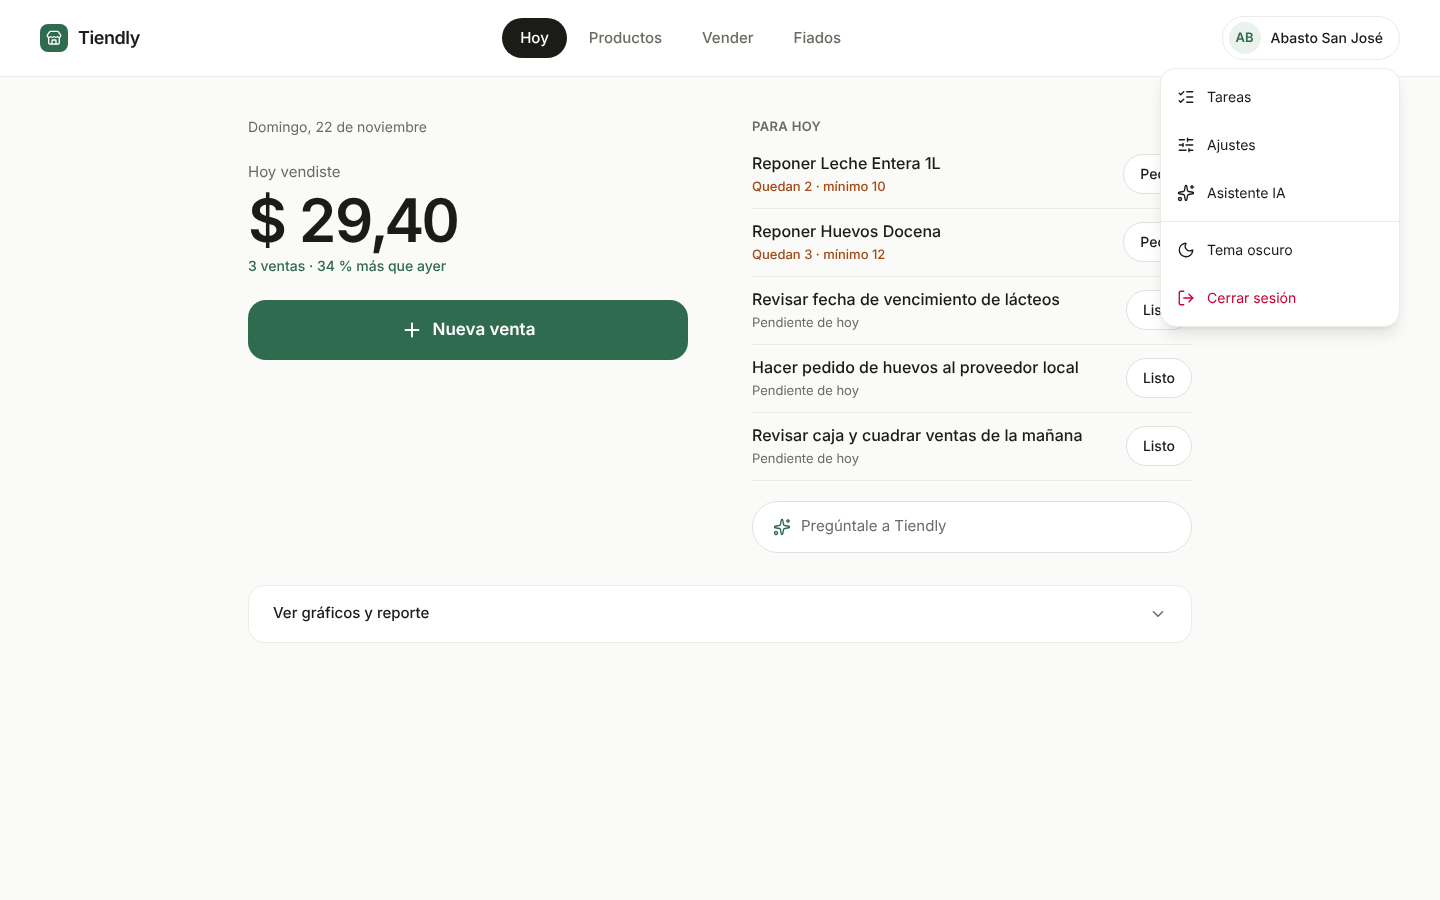 Tiendly
Hoy
Productos
Vender
Fiados
AB
Abasto San José
Tareas
Ajustes
Asistente IA
Tema oscuro
Cerrar sesión
Domingo, 22 de noviembre
Hoy vendiste
$ 29,40
3 ventas · 34 % más que ayer
Nueva venta
PARA HOY
Reponer Leche Entera 1L
Quedan 2 · mínimo 10
Reponer Huevos Docena
Quedan 3 · mínimo 12
Revisar fecha de vencimiento de lácteos
Pendiente de hoy
Hacer pedido de huevos al proveedor local
Pendiente de hoy
Listo
Revisar caja y cuadrar ventas de la mañana
Pendiente de hoy
Listo
Pregúntale a Tiendly
Ver gráficos y reporte